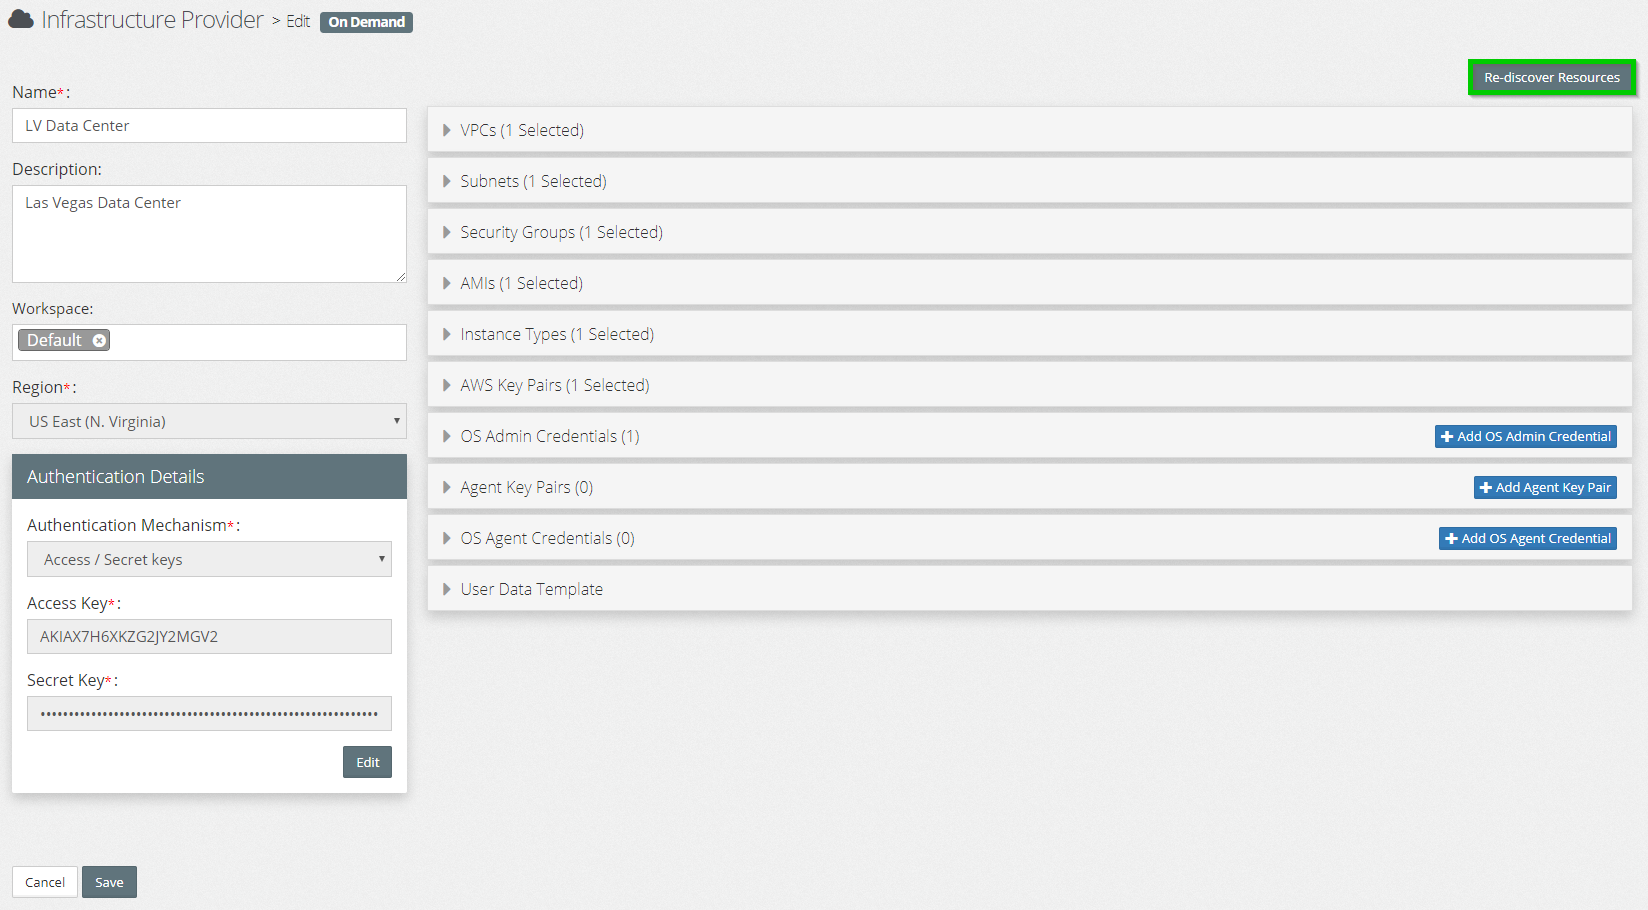 Infrastructure Provider > Edit On Demand
Re-discover Resources
Name*:
LV Data Center
Description:
Las Vegas Data Center
Workspace:
Default
Region*:
US East (N. Virginia)
Authentication Details
Authentication Mechanism*:
Access / Secret keys
Access Key*:
AKIAX7H6XKZG2JY2MGV2
Secret Key*:
Edit
VPCs (1 Selected)
Subnets (1 Selected)
Security Groups (1 Selected)
AMIs (1 Selected)
Instance Types (1 Selected)
AWS Key Pairs (1 Selected)
OS Admin Credentials (1)
Add OS Admin Credential
Agent Key Pairs (0)
Add Agent Key Pair
OS Agent Credentials (0)
Add OS Agent Credential
User Data Template
Cancel
Save